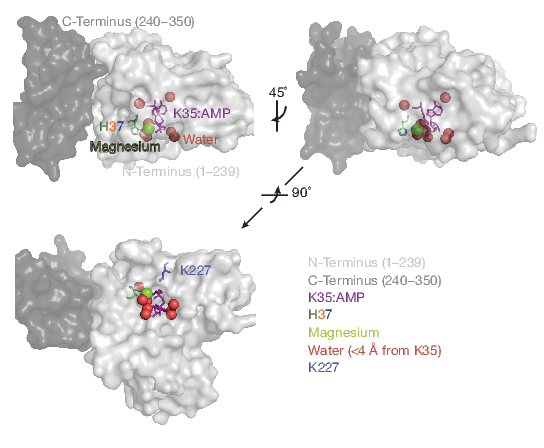 C-Terminus (240–350)
K35:AMP
H37
Water
Magnesium
N-Terminus (1–239)
45°
90°
K227
N-Terminus (1–239)
C-Terminus (240–350)
K35:AMP
H37
Magnesium
Water (<4 Å from K35)
K227